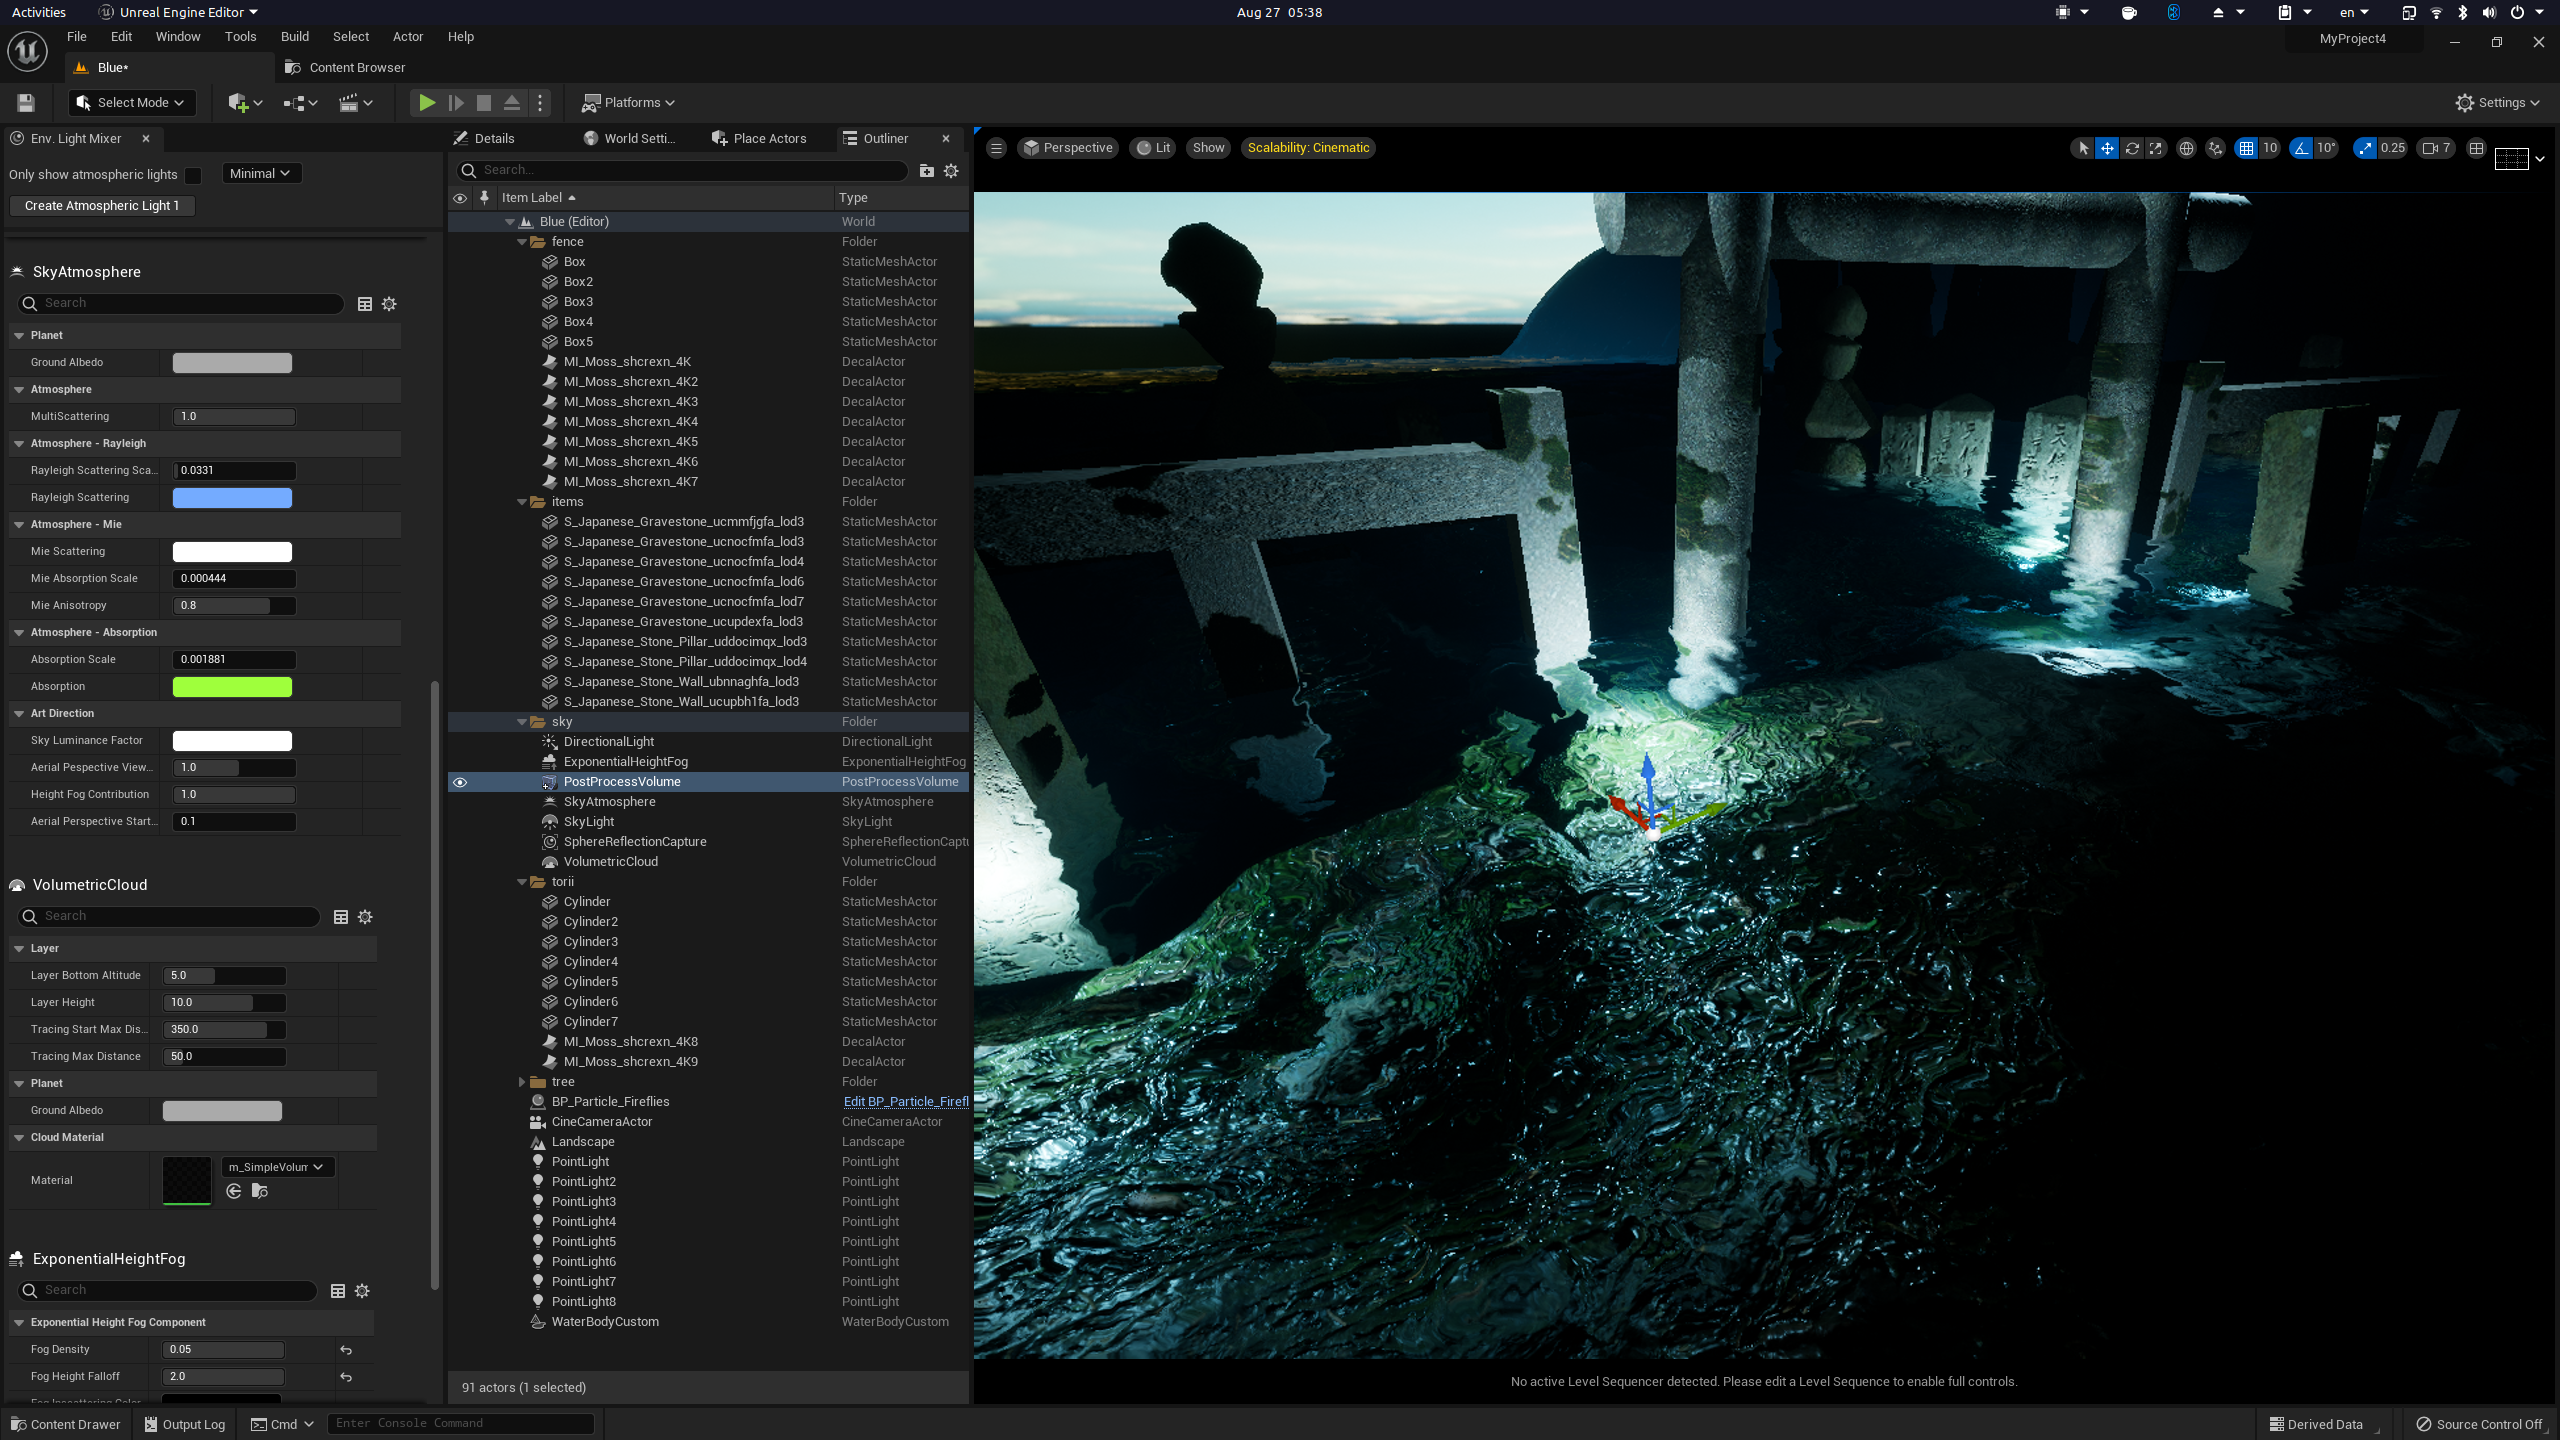 Activities
Unreal Engine Editor
Aug 27 05:38
en
File
Edit
Window
Tools
Build
Select
Actor
Help
MyProject4
Blue*
Content Browser
Select Mode
Platforms
Settings
Env. Light Mixer
Only show atmospheric lights
Minimal
Create Atmospheric Light 1
SkyAtmosphere
Search
Planet
Ground Albedo
Atmosphere
MultiScattering
1.0
Atmosphere - Rayleigh
Rayleigh Scattering Sca...
0.0331
Rayleigh Scattering
Atmosphere - Mie
Mie Scattering
Mie Absorption Scale
0.000444
Mie Anisotropy
0.8
Atmosphere - Absorption
Absorption Scale
0.001881
Absorption
Art Direction
Sky Luminance Factor
Aerial Pespective View...
1.0
Height Fog Contribution
1.0
Aerial Perspective Start...
0.1
VolumetricCloud
Search
Layer
Layer Bottom Altitude
5.0
Layer Height
10.0
Tracing Start Max Dis...
350.0
Tracing Max Distance
50.0
Planet
Ground Albedo
Cloud Material
Material
m_SimpleVolum
ExponentialHeightFog
Search
Exponential Height Fog Component
Fog Density
0.05
Fog Height Falloff
2.0
Details
World Setti...
Place Actors
Outliner
Search...
Item Label
Type
Blue (Editor)
World
fence
Folder
Box
StaticMeshActor
Box2
StaticMeshActor
Box3
StaticMeshActor
Box4
StaticMeshActor
Box5
StaticMeshActor
MI_Moss_shcrexn_4K
DecalActor
MI_Moss_shcrexn_4K2
DecalActor
MI_Moss_shcrexn_4K3
DecalActor
MI_Moss_shcrexn_4K4
DecalActor
MI_Moss_shcrexn_4K5
DecalActor
MI_Moss_shcrexn_4K6
DecalActor
MI_Moss_shcrexn_4K7
DecalActor
items
Folder
S_Japanese_Gravestone_ucmmfjgfa_lod3
StaticMeshActor
S_Japanese_Gravestone_ucnocfmfa_lod3
StaticMeshActor
S_Japanese_Gravestone_ucnocfmfa_lod4
StaticMeshActor
S_Japanese_Gravestone_ucnocfmfa_lod6
StaticMeshActor
S_Japanese_Gravestone_ucnocfmfa_lod7
StaticMeshActor
S_Japanese_Gravestone_ucupdexfa_lod3
StaticMeshActor
S_Japanese_Stone_Pillar_uddocimqx_lod3
StaticMeshActor
S_Japanese_Stone_Pillar_uddocimqx_lod4
StaticMeshActor
S_Japanese_Stone_Wall_ubnnaghfa_lod3
StaticMeshActor
S_Japanese_Stone_Wall_ucupbh1fa_lod3
StaticMeshActor
sky
Folder
DirectionalLight
DirectionalLight
ExponentialHeightFog
ExponentialHeightFog
PostProcessVolume
PostProcessVolume
SkyAtmosphere
SkyAtmosphere
SkyLight
SkyLight
SphereReflectionCapture
SphereReflectionCaptu
VolumetricCloud
VolumetricCloud
torii
Folder
Cylinder
StaticMeshActor
Cylinder2
StaticMeshActor
Cylinder3
StaticMeshActor
Cylinder4
StaticMeshActor
Cylinder5
StaticMeshActor
Cylinder6
StaticMeshActor
Cylinder7
StaticMeshActor
MI_Moss_shcrexn_4K8
DecalActor
MI_Moss_shcrexn_4K9
DecalActor
tree
Folder
BP_Particle_Fireflies
Edit BP_Particle_Firefl
CineCameraActor
CineCameraActor
Landscape
Landscape
PointLight
PointLight
PointLight2
PointLight
PointLight3
PointLight
PointLight4
PointLight
PointLight5
PointLight
PointLight6
PointLight
PointLight7
PointLight
PointLight8
PointLight
WaterBodyCustom
WaterBodyCustom
91 actors (1 selected)
Perspective
Lit
Show
Scalability: Cinematic
10
10°
0.25
7
No active Level Sequencer detected. Please edit a Level Sequence to enable full controls.
Content Drawer
Output Log
Cmd
Enter Console Command
Derived Data
Source Control Off